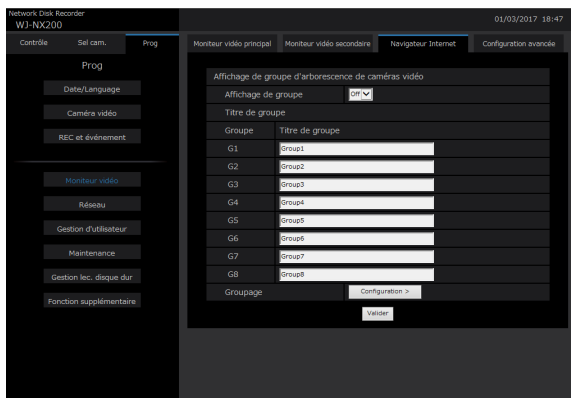 Network Disk Recorder
WJ-NX200
01/03/2017 18:47
Contrôle Sel cam. Prog
Moniteur vidéo principal Moniteur vidéo secondaire Navigateur Internet Configuration avancée
Prog
Date/Language
Caméra vidéo
REC et événement
Moniteur vidéo
Réseau
Gestion d'utilisateur
Maintenance
Gestion lec. disque dur
Fonction supplémentaire
Affichage de groupe d'arborescence de caméras vidéo
Affichage de groupe Off
Titre de groupe
Groupe Titre de groupe
G1 Group1
G2 Group2
G3 Group3
G4 Group4
G5 Group5
G6 Group6
G7 Group7
G8 Group8
Groupage Configuration >
Valider